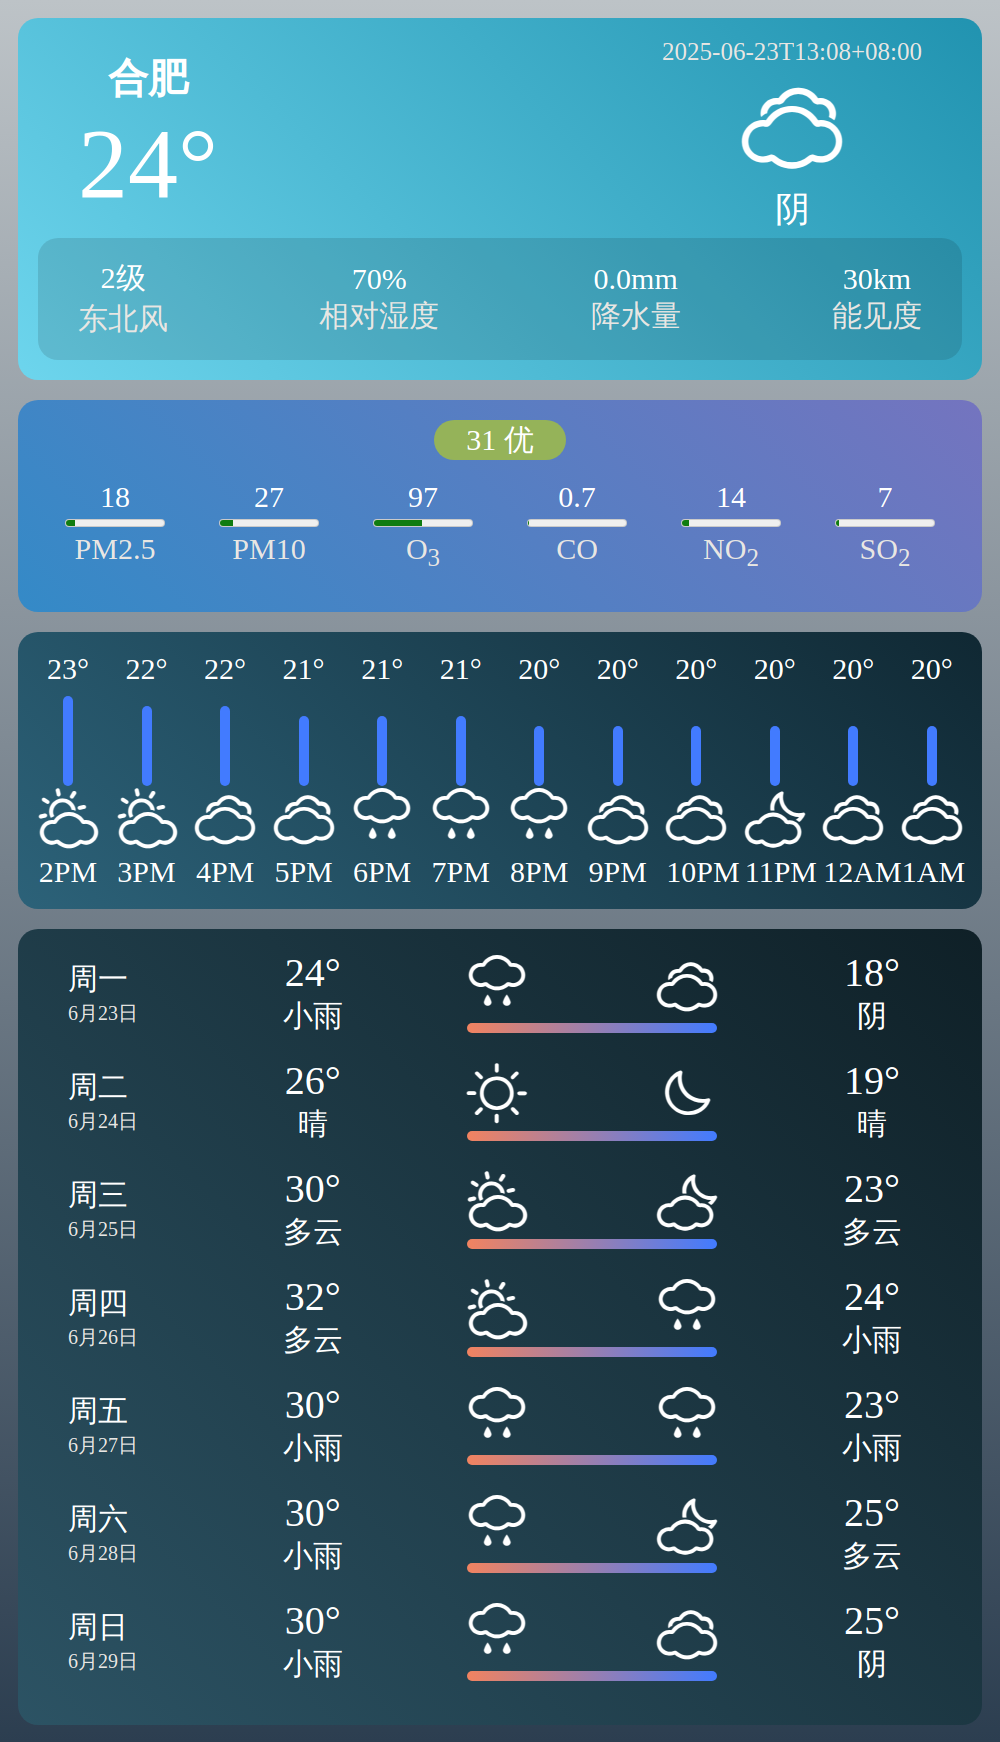 合肥
24°
2025-06-23T13:08+08:00
阴
2级 70% 0.0mm 30km
东北风 相对湿度 降水量 能见度
31 优
18 27 97 0.7 14 7
PM2.5 PM10 O3 CO NO2 SO2
23° 22° 22° 21° 21° 21° 20° 20° 20° 20° 20° 20°
2PM 3PM 4PM 5PM 6PM 7PM 8PM 9PM 10PM 11PM 12AM 1AM
周一 24° 18°
6月23日 小雨 阴
周二 26° 19°
6月24日 晴 晴
周三 30° 23°
6月25日 多云 多云
周四 32° 24°
6月26日 多云 小雨
周五 30° 23°
6月27日 小雨 小雨
周六 30° 25°
6月28日 小雨 多云
周日 30° 25°
6月29日 小雨 阴